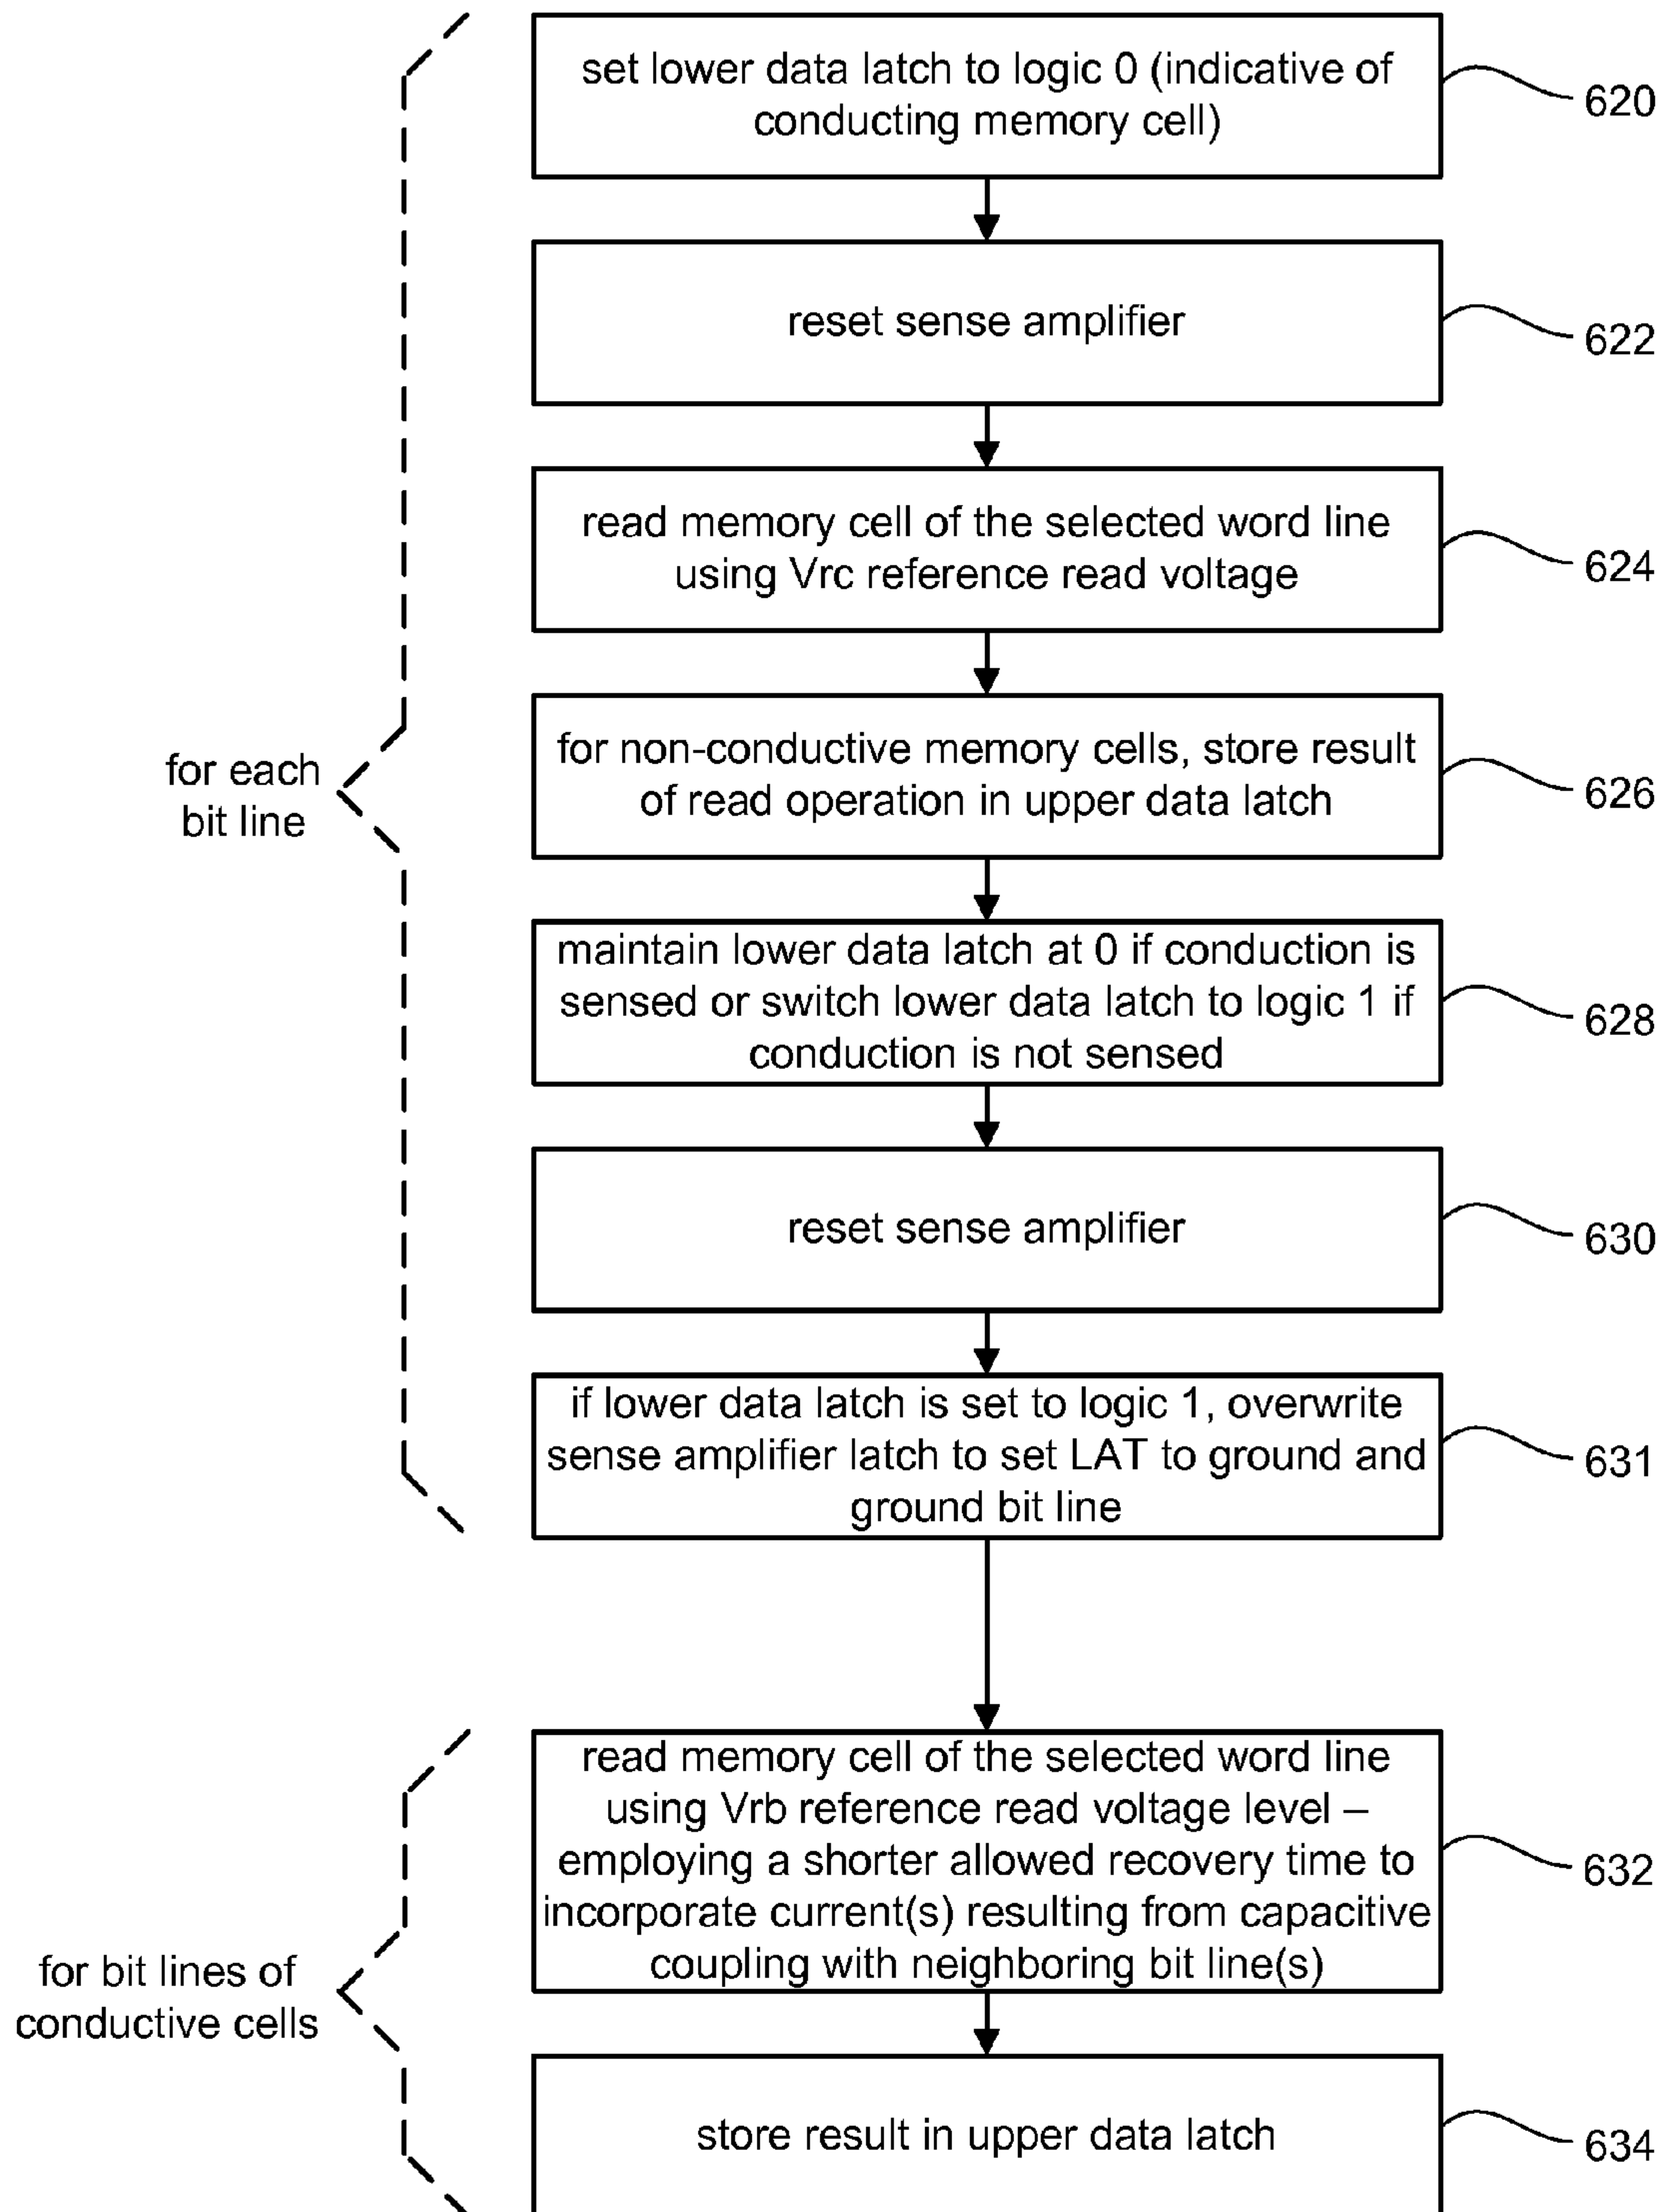 set lower data latch to logic 0 (indicative of
conducting memory cell)
620
reset sense amplifier
622
read memory cell of the selected word line
using Vrc reference read voltage
624
for each
bit line
for non-conductive memory cells, store result
of read operation in upper data latch
626
maintain lower data latch at 0 if conduction is
sensed or switch lower data latch to logic 1 if
conduction is not sensed
628
reset sense amplifier
630
if lower data latch is set to logic 1, overwrite
sense amplifier latch to set LAT to ground and
ground bit line
631
read memory cell of the selected word line
using Vrb reference read voltage level –
employing a shorter allowed recovery time to
incorporate current(s) resulting from capacitive
coupling with neighboring bit line(s)
632
for bit lines of
conductive cells
store result in upper data latch
634